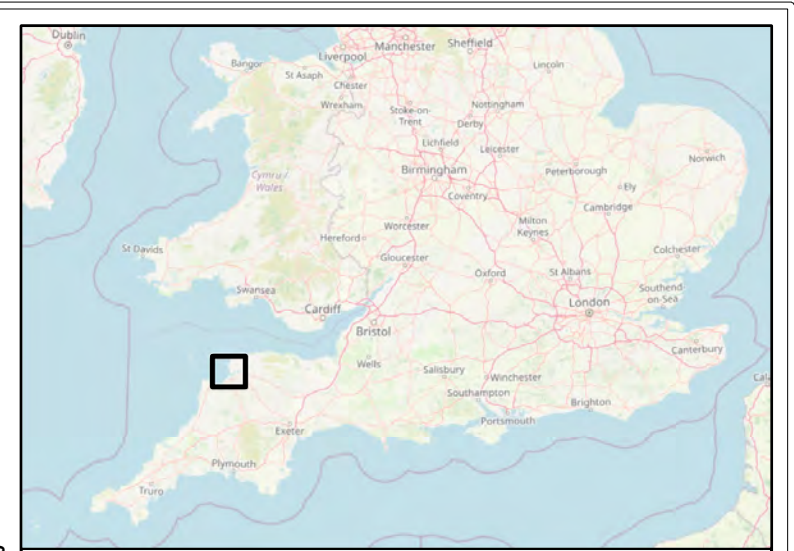 Dublin
Manchester
Sheffield
Liverpool
Bangor
Lincoln
St Asaph
Chester
Wrexham
Stoke-on-
Trent
Nottingham
Derby
Lichfield
Leicester
Norwich
Birmingham
Peterborough
Cymru /
Wales
Ely
Coventry
Cambridge
Worcester
Milton
Keynes
Hereford
St Davids
Colchester
Gloucester
Oxford
St Albans
Swansea
Southend
on-Sea
Cardiff
London
Bristol
Canterbury
Wells
Salisbury
Winchester
Southampton
Cal
Brighton
Portsmouth
Exeter
Plymouth
Truro